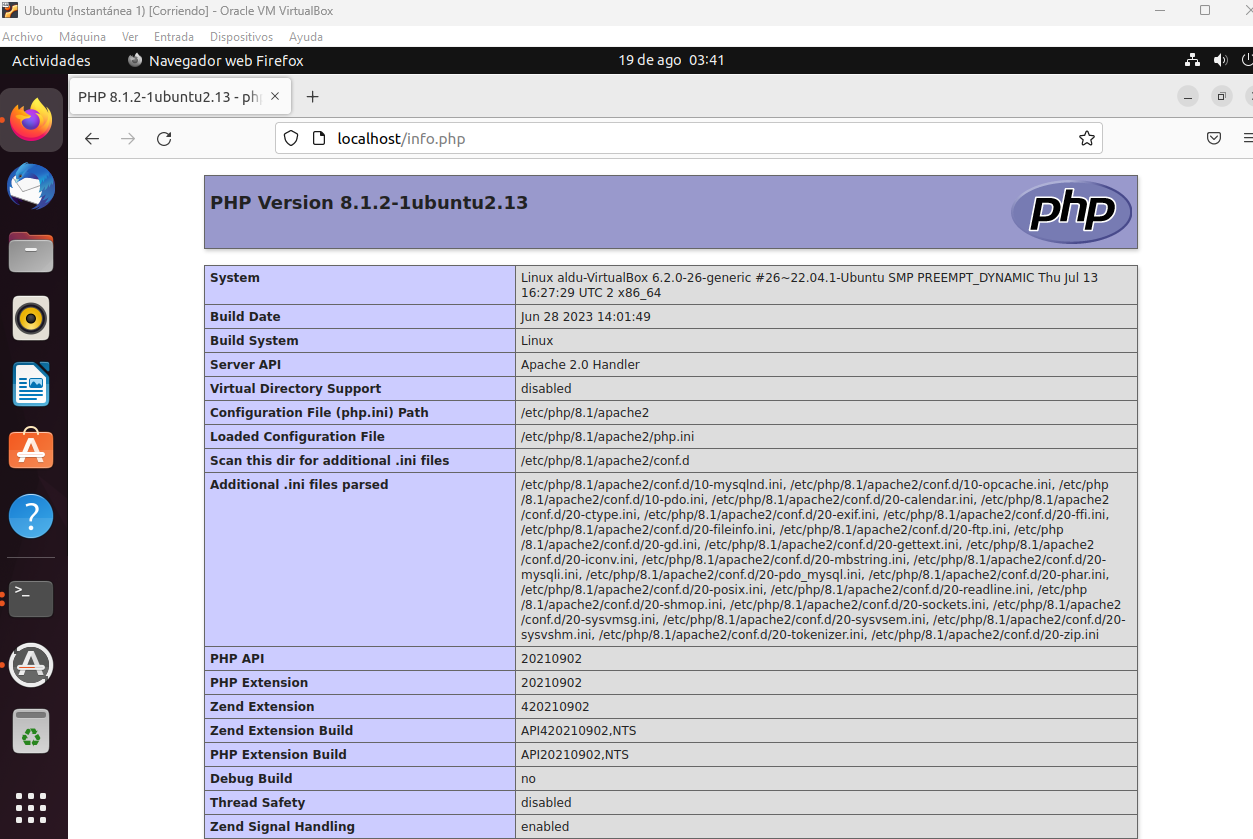 Ubuntu (Instantánea 1) [Corriendo] - Oracle VM VirtualBox
Archivo Máquina Ver Entrada Dispositivos Ayuda
Actividades Navegador web Firefox 19 de ago 03:41
PHP 8.1.2-1ubuntu2.13 - ph
localhost/info.php
PHP Version 8.1.2-1ubuntu2.13
php
System Linux aldu-VirtualBox 6.2.0-26-generic #26~22.04.1-Ubuntu SMP PREEMPT_DYNAMIC Thu Jul 13
16:27:29 UTC 2 x86_64
Build Date Jun 28 2023 14:01:49
Build System Linux
Server API Apache 2.0 Handler
Virtual Directory Support disabled
Configuration File (php.ini) Path /etc/php/8.1/apache2
Loaded Configuration File /etc/php/8.1/apache2/php.ini
Scan this dir for additional .ini files /etc/php/8.1/apache2/conf.d
Additional .ini files parsed /etc/php/8.1/apache2/conf.d/10-mysqlnd.ini, /etc/php/8.1/apache2/conf.d/10-opcache.ini, /etc/php
/8.1/apache2/conf.d/10-pdo.ini, /etc/php/8.1/apache2/conf.d/20-calendar.ini, /etc/php/8.1/apache2
/conf.d/20-ctype.ini, /etc/php/8.1/apache2/conf.d/20-exif.ini, /etc/php/8.1/apache2/conf.d/20-ffi.ini,
/etc/php/8.1/apache2/conf.d/20-fileinfo.ini, /etc/php/8.1/apache2/conf.d/20-ftp.ini, /etc/php
/8.1/apache2/conf.d/20-gd.ini, /etc/php/8.1/apache2/conf.d/20-gettext.ini, /etc/php/8.1/apache2
/conf.d/20-iconv.ini, /etc/php/8.1/apache2/conf.d/20-mbstring.ini, /etc/php/8.1/apache2/conf.d/20-
mysqli.ini, /etc/php/8.1/apache2/conf.d/20-pdo_mysql.ini, /etc/php/8.1/apache2/conf.d/20-phar.ini,
/etc/php/8.1/apache2/conf.d/20-posix.ini, /etc/php/8.1/apache2/conf.d/20-readline.ini, /etc/php
/8.1/apache2/conf.d/20-shmop.ini, /etc/php/8.1/apache2/conf.d/20-sockets.ini, /etc/php/8.1/apache2
/conf.d/20-sysvmsg.ini, /etc/php/8.1/apache2/conf.d/20-sysvsem.ini, /etc/php/8.1/apache2/conf.d/20-
sysvshm.ini, /etc/php/8.1/apache2/conf.d/20-tokenizer.ini, /etc/php/8.1/apache2/conf.d/20-zip.ini
PHP API 20210902
PHP Extension 20210902
Zend Extension 420210902
Zend Extension Build API420210902,NTS
PHP Extension Build API20210902,NTS
Debug Build no
Thread Safety disabled
Zend Signal Handling enabled